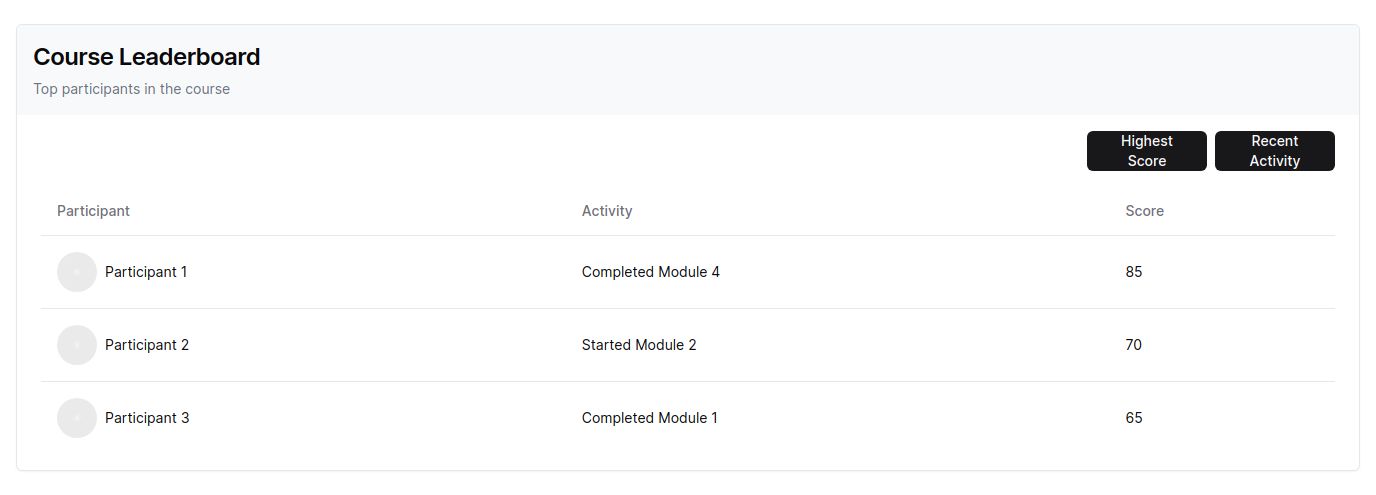 Course Leaderboard
Top participants in the course
Highest
Score
Recent
Activity
Participant Activity Score
Participant 1 Completed Module 4 85
Participant 2 Started Module 2 70
Participant 3 Completed Module 1 65